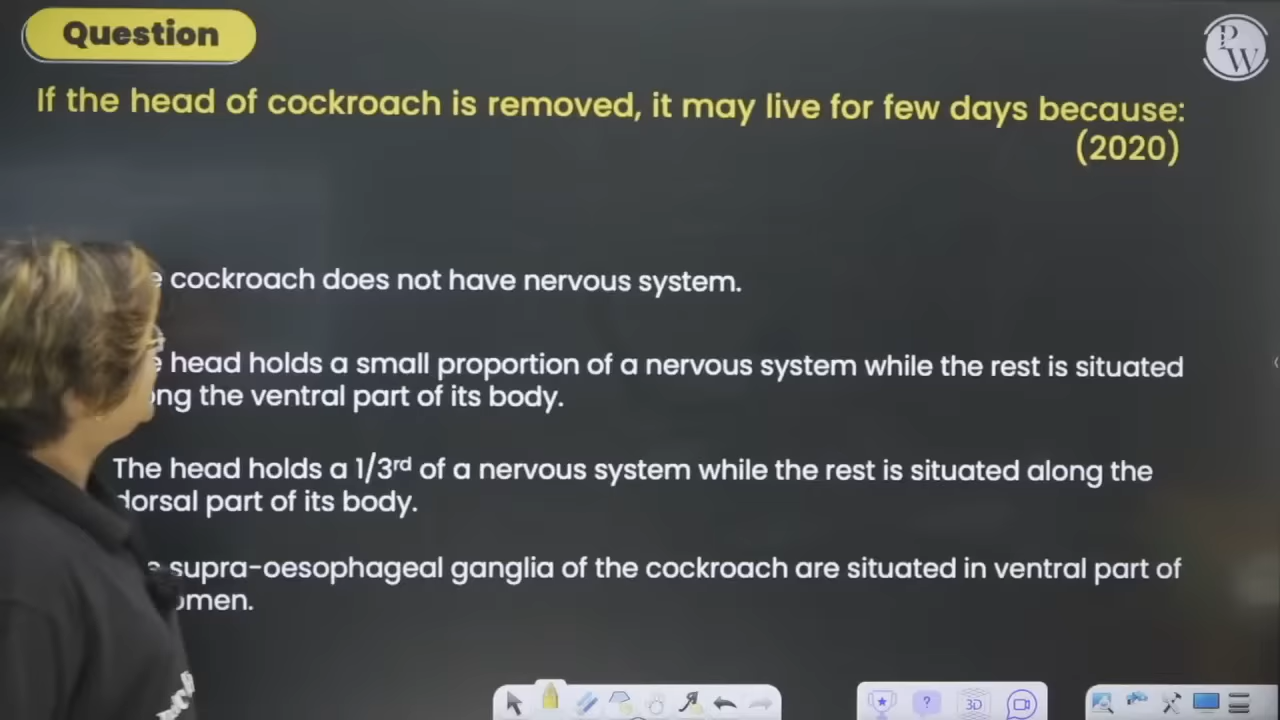 Question
PW
If the head of cockroach is removed, it may live for few days because:
(2020)
cockroach does not have nervous system.
head holds a small proportion of a nervous system while the rest is situated
the ventral part of its body.
The head holds a 1/3rd of a nervous system while the rest is situated along the
dorsal part of its body.
supra-oesophageal ganglia of the cockroach are situated in ventral part of
?
3D